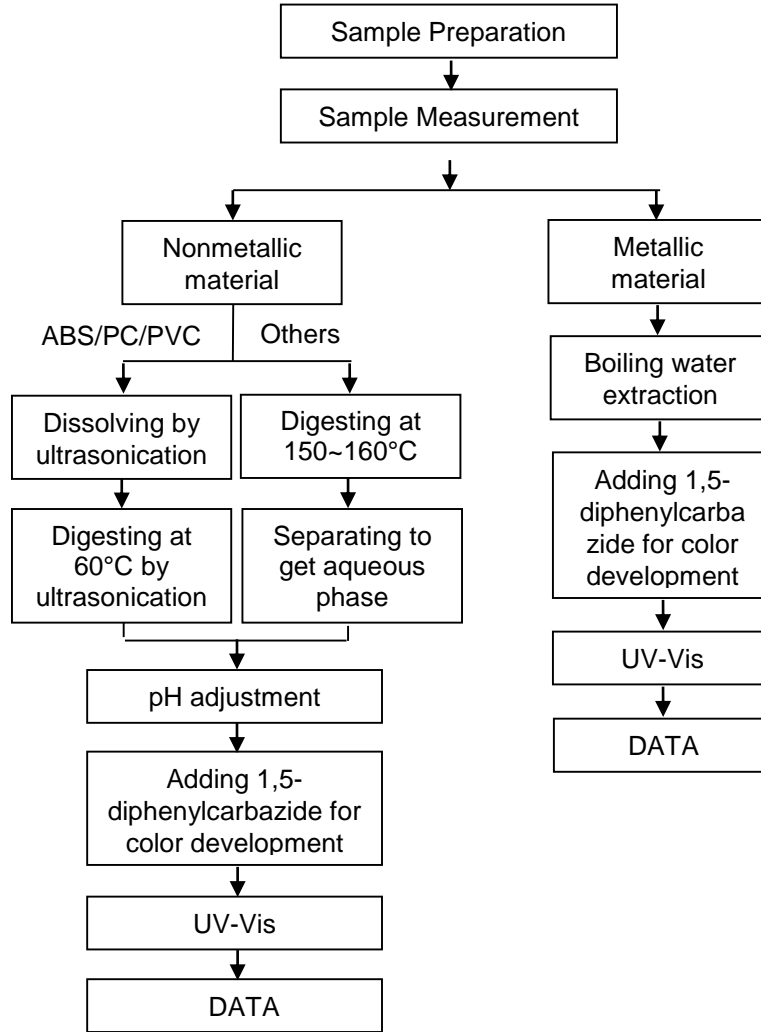 Sample Preparation
Sample Measurement
Nonmetallic
material
Metallic
material
ABS/PC/PVC
Others
Boiling water
extraction
Dissolving by
ultrasonication
Digesting at
150~160°C
Adding 1,5-
diphenylcarba
zide for color
development
Digesting at
60°C by
ultrasonication
Separating to
get aqueous
phase
UV-Vis
pH adjustment
DATA
Adding 1,5-
diphenylcarbazide for
color development
UV-Vis
DATA